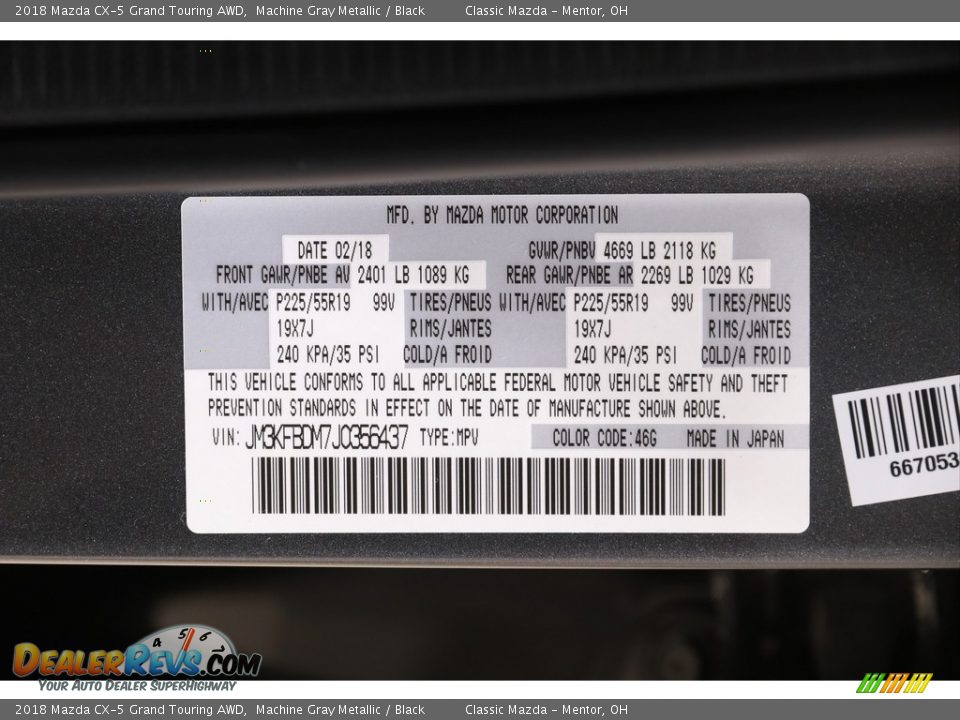 2018 Mazda CX-5 Grand Touring AWD, Machine Gray Metallic / Black Classic Mazda - Mentor, OH
MFD. BY MAZDA MOTOR CORPORATION
DATE 02/18 GVWR/PNBV 4669 LB 2118 KG
FRONT GAWR/PNBE AV 2401 LB 1089 KG REAR GAWR/PNBE AR 2269 LB 1029 KG
WITH/AVEC P225/55R19 99V TIRES/PNEUS WITH/AVEC P225/55R19 99V TIRES/PNEUS
19X7J RIMS/JANTES 19X7J RIMS/JANTES
240 KPA/35 PSI COLD/A FROID 240 KPA/35 PSI COLD/A FROID
THIS VEHICLE CONFORMS TO ALL APPLICABLE FEDERAL MOTOR VEHICLE SAFETY AND THEFT
PREVENTION STANDARDS IN EFFECT ON THE DATE OF MANUFACTURE SHOWN ABOVE.
VIN: JM3KFBDM7J0356437 TYPE:MPV COLOR CODE:46G MADE IN JAPAN
667053
4 5 6
DEALERREVS.COM
YOUR AUTO DEALER SUPERHIGHWAY
2018 Mazda CX-5 Grand Touring AWD, Machine Gray Metallic / Black Classic Mazda - Mentor, OH